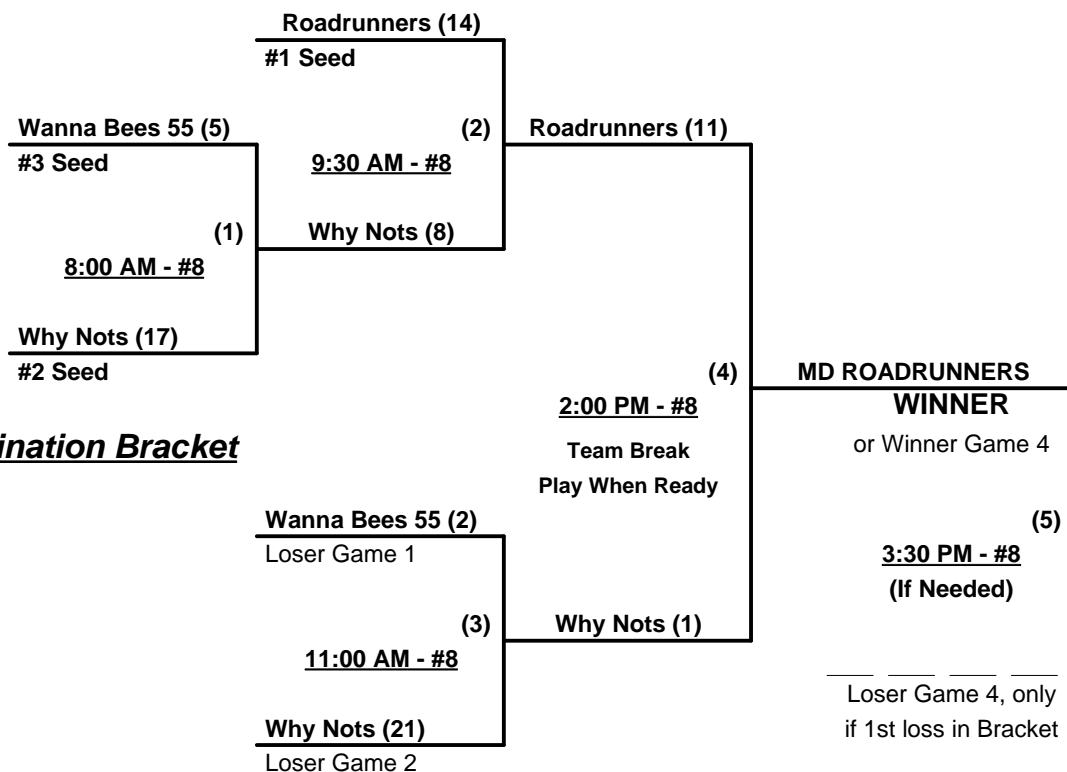 Roadrunners (14)
#1 Seed
Wanna Bees 55 (5)
(2)
Roadrunners (11)
#3 Seed
9:30 AM - #8
(1)
Why Nots (8)
8:00 AM - #8
Why Nots (17)
#2 Seed
(4)
MD ROADRUNNERS
2:00 PM - #8
WINNER
ination Bracket
Team Break
or Winner Game 4
Play When Ready
Wanna Bees 55 (2)
(5)
Loser Game 1
3:30 PM - #8
(If Needed)
(3)
Why Nots (1)
11:00 AM - #8
Loser Game 4, only
Why Nots (21)
if 1st loss in Bracket
Loser Game 2